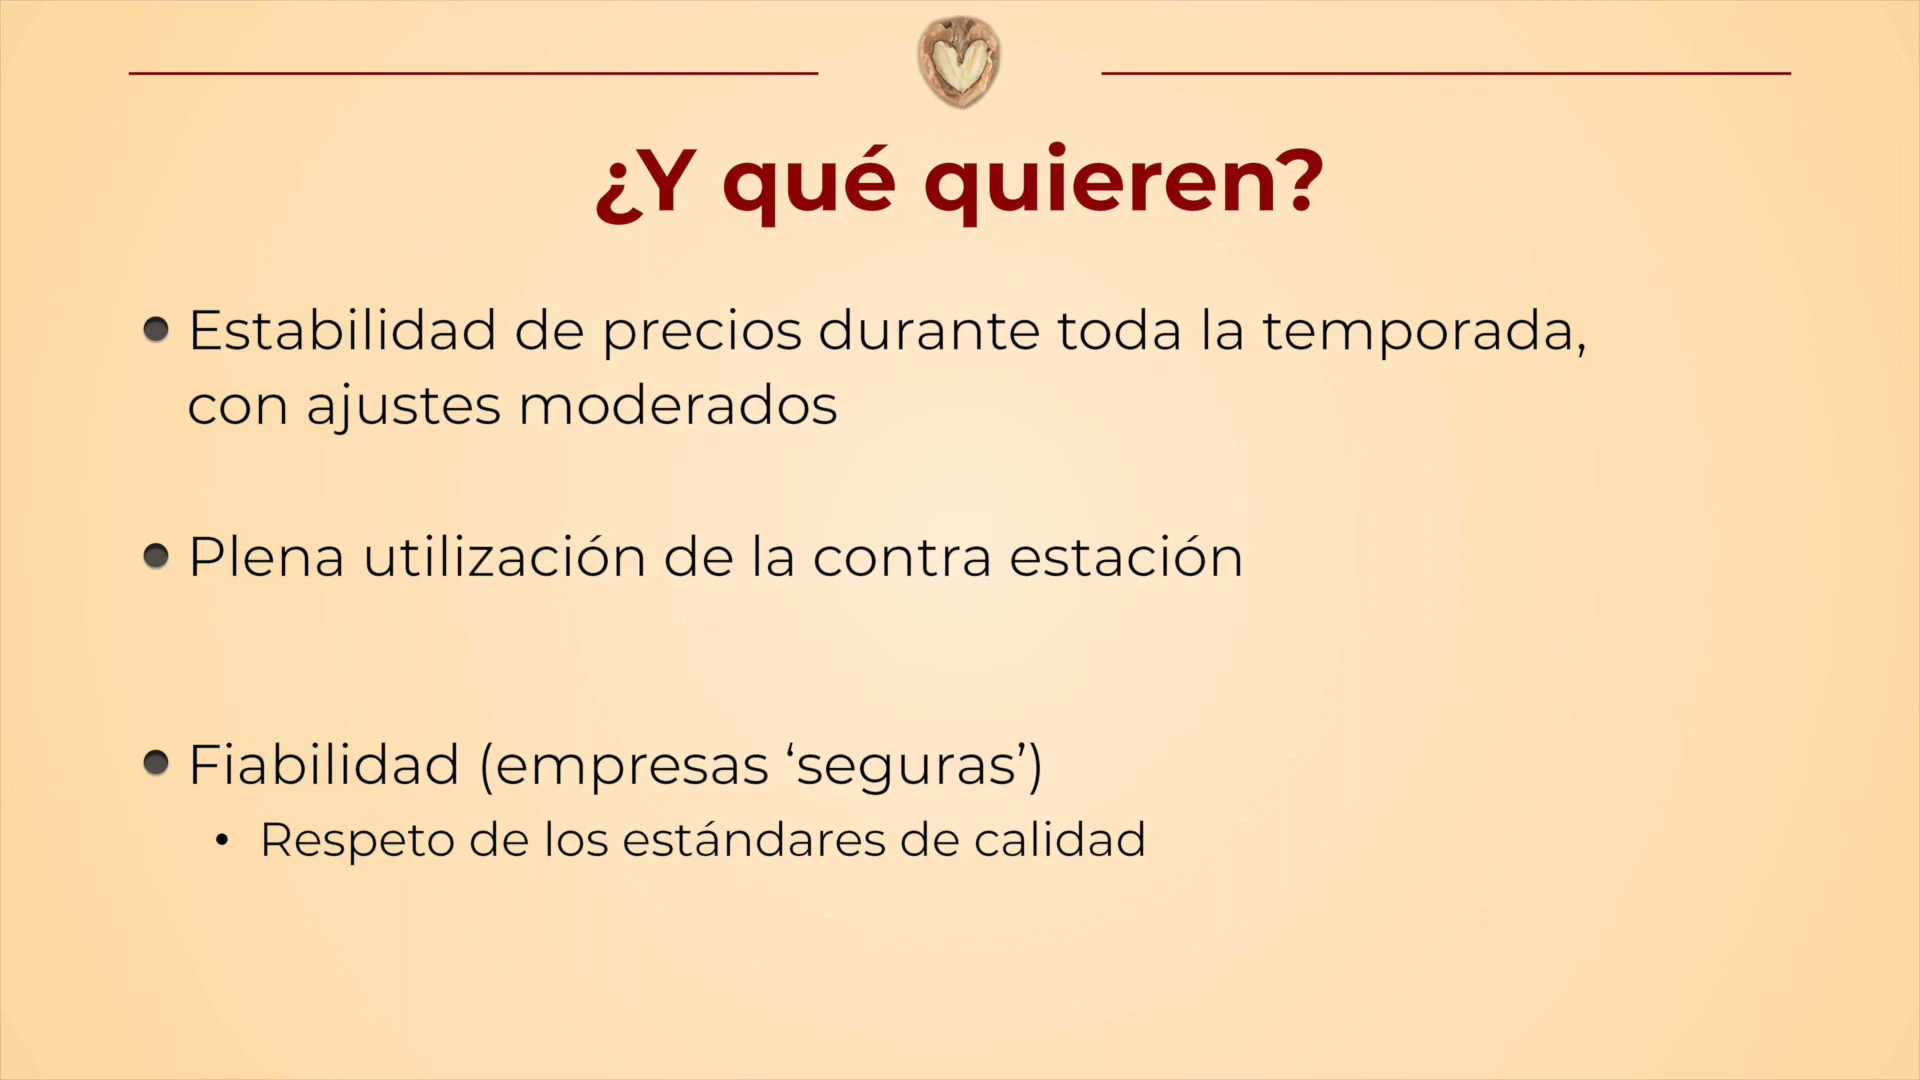 ¿Y qué quieren?
Estabilidad de precios durante toda la temporada,
con ajustes moderados
Plena utilización de la contra estación
Fiabilidad (empresas ‘seguras’)
Respeto de los estándares de calidad